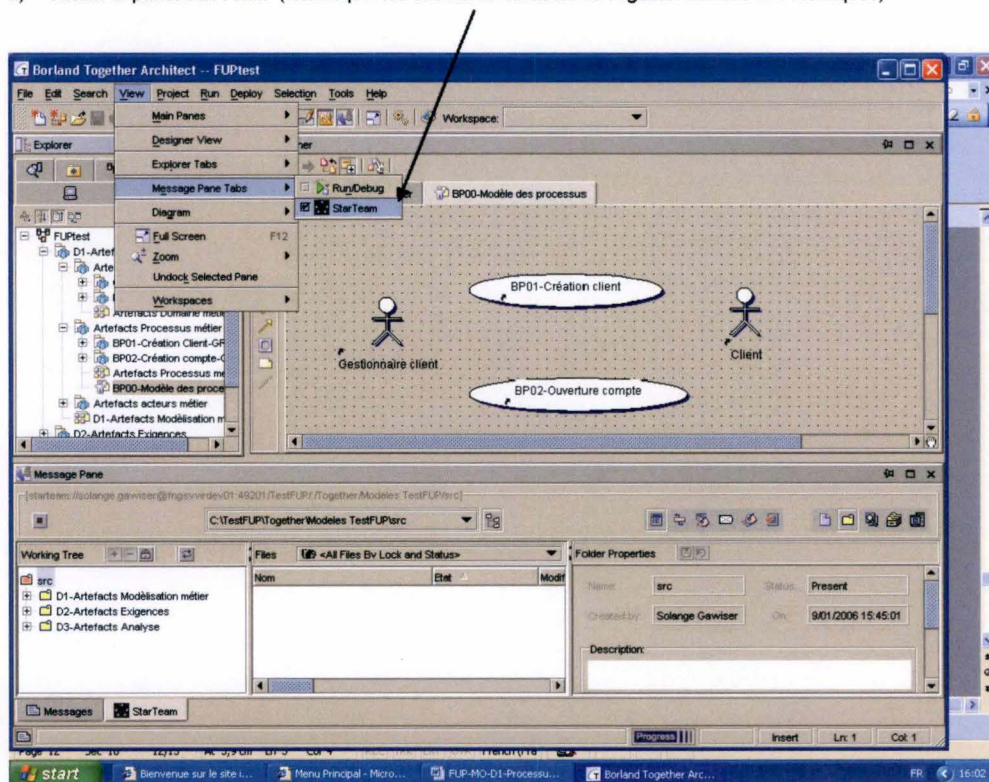 Borland Together Architect -- FUPtest
File Edit Search View Project Run Deploy Selection Tools Help
Main Panes
Workspace:
Explorer
Designer View
Explorer Tabs
Message Pane Tabs
Run/Debug
BP00-Modèle des processus
StarTeam
Diagram
FUPtest
Full Screen F12
Zoom
Undock Selected Pane
Workspaces
Artefacts Processus métier
BP01-Création Client-GF
BP02-Création compte-
Artefacts Processus
BP00-Modèle des proce
Artefacts acteurs métier
D1-Artefacts Modèlisation m
D2-Artefacts Exigences
BP01-Création client
Gestionnaire client
Client
BP02-Ouverture compte
Message Pane
C:\TestFUP\Together\Modeles TestFUP\src
Working Tree
Files
<All Files By Lock and Status>
Folder Properties
src
D1-Artefacts Modèlisation métier
D2-Artefacts Exigences
D3-Artefacts Analyse
Nom Etat Modif
Name: src Status: Present
Created by: Solange Gawiser On: 9/01/2006 15:45:01
Description:
Messages StarTeam
Progress Insert Ln: 1 Col: 1
start Bienvenue sur le site i... Menu Principal - Micro... FUP-MO-D1-Processu... Borland Together Arc... FR 16:02